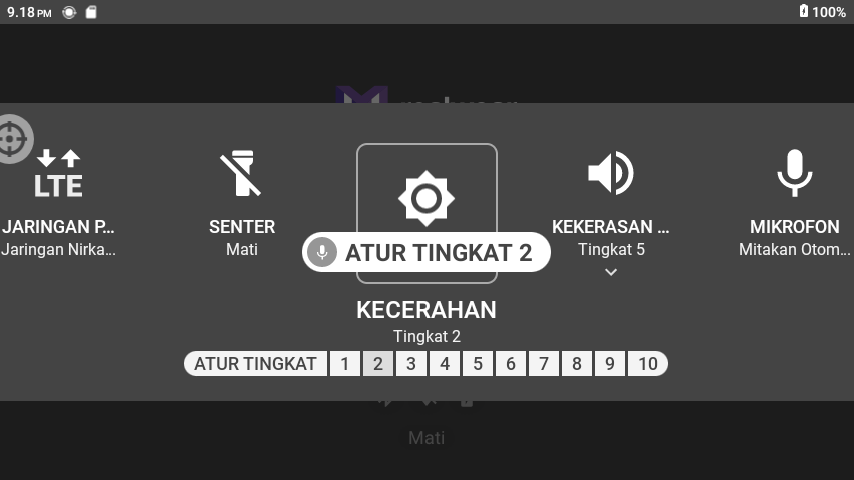 9.18 PM
100%
LTE
JARINGAN P...
Jaringan Nirka...
SENTER
Mati
ATUR TINGKAT 2
KEKERASAN ...
Tingkat 5
MIKROFON
Mitakan Otom...
KECERAHAN
Tingkat 2
ATUR TINGKAT 1 2 3 4 5 6 7 8 9 10
Mati